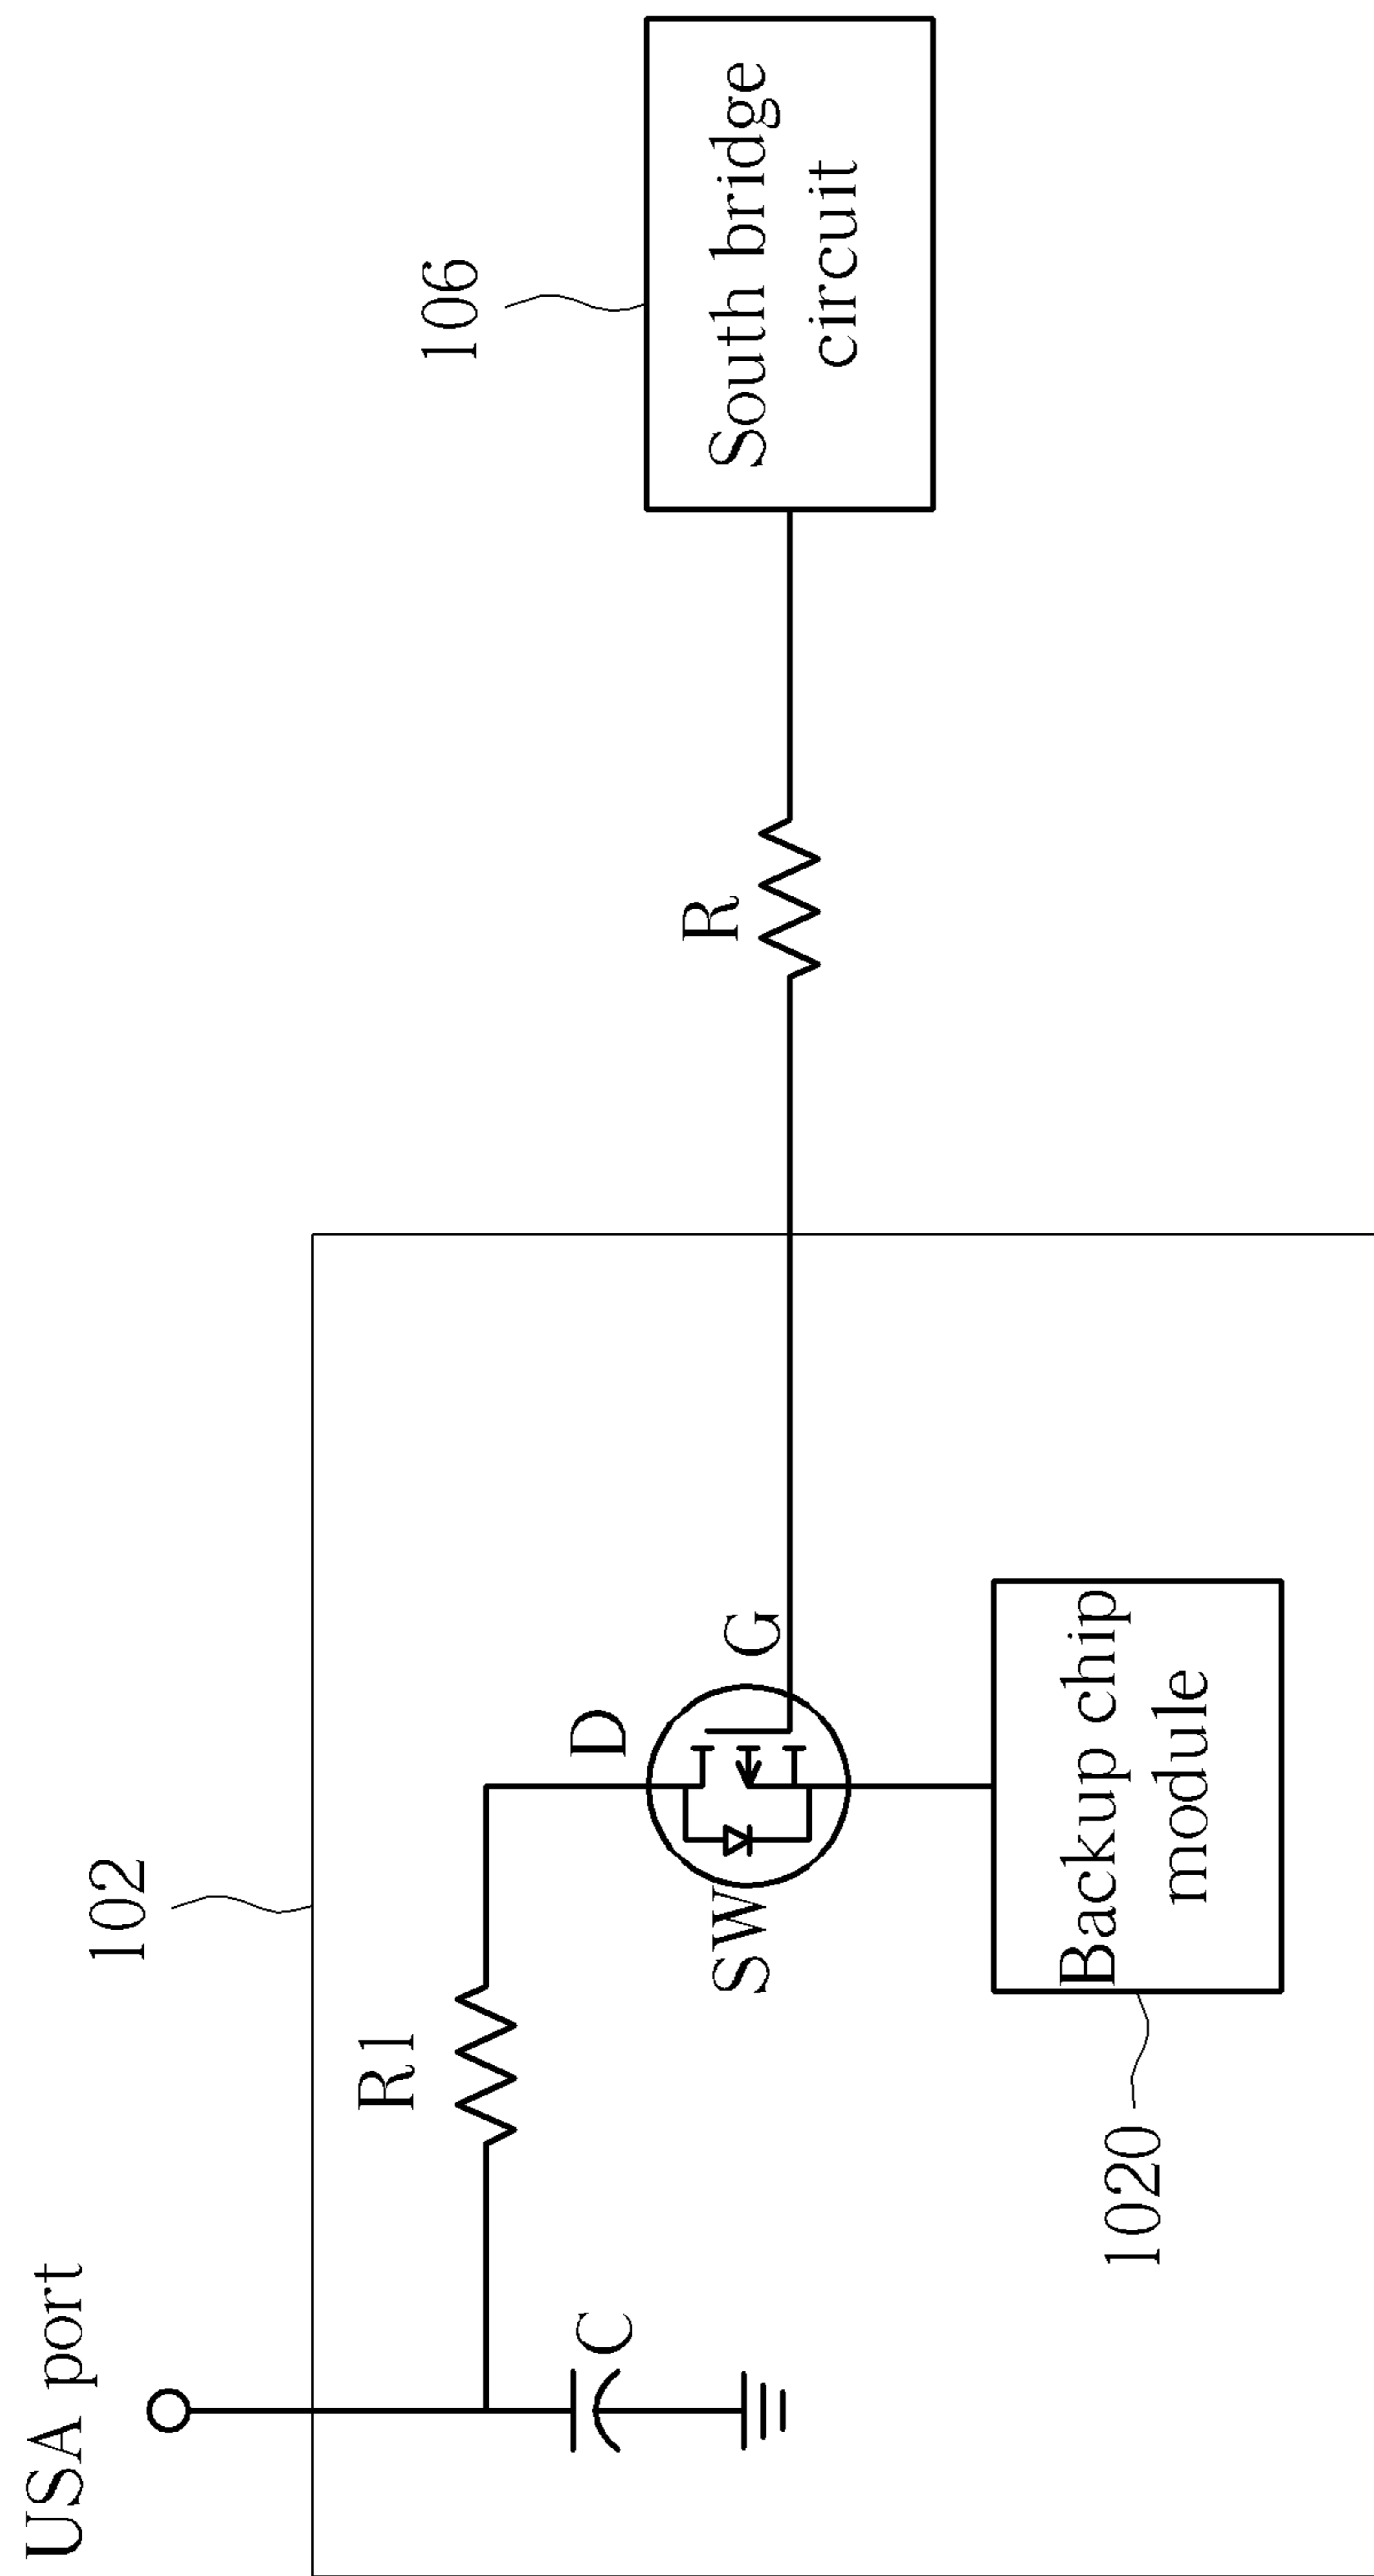 USA port
102
R1
C
D
SW
G
R
106
South bridge
circuit
1020
Backup chip
module